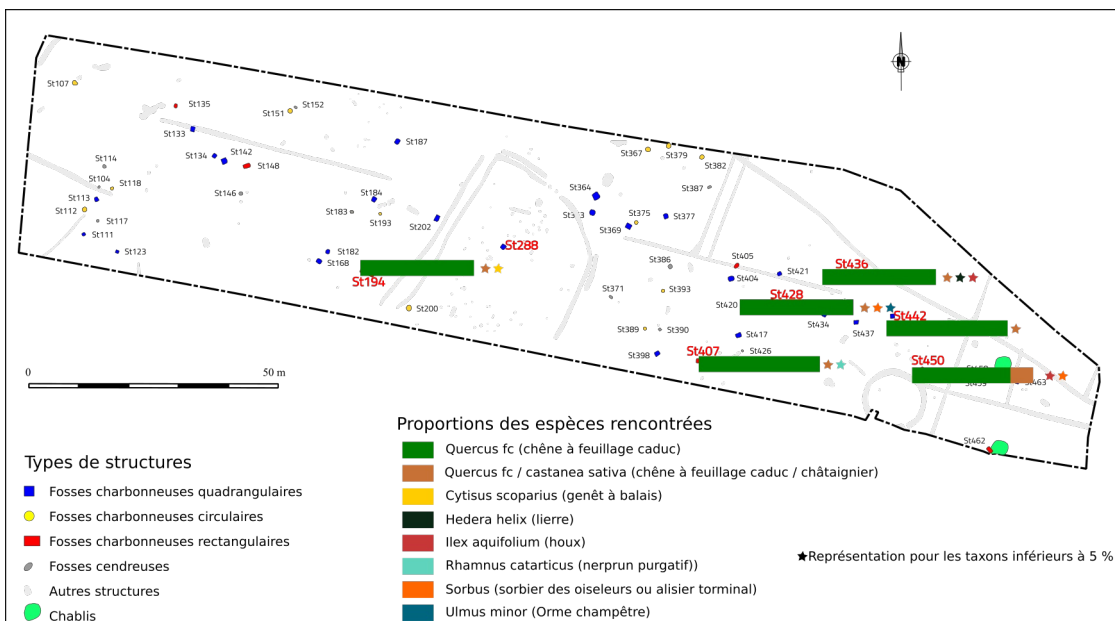 N
St107
St135
St151
St152
St133
St187
St134
St142
St148
St114
St104
St118
St146
St113
St112
St117
St111
St123
St184
St183
St193
St202
St182
St168
St194
St288
St200
St367
St379
St382
St387
St364
St375
St377
St369
St386
St405
St404
St421
St393
St371
St389
St390
St398
St436
St428
St420
St434
St437
St442
St417
St426
St407
St450
St463
St462
0
50 m
Types de structures
Fosses charbonneuses quadrangulaires
Fosses charbonneuses circulaires
Fosses charbonneuses rectangulaires
Fosses cendreuses
Autres structures
Chablis
Proportions des espèces rencontrées
Quercus fc (chêne à feuillage caduc)
Quercus fc / castanea sativa (chêne à feuillage caduc / châtaignier)
Cytisus scoparius (genêt à balais)
Hedera helix (lierre)
Ilex aquifolium (houx)
Rhamnus catarticus (nerprun purgatif))
Sorbus (sorbier des oiseleurs ou alisier torminal)
Ulmus minor (Orme champêtre)
★Représentation pour les taxons inférieurs à 5 %